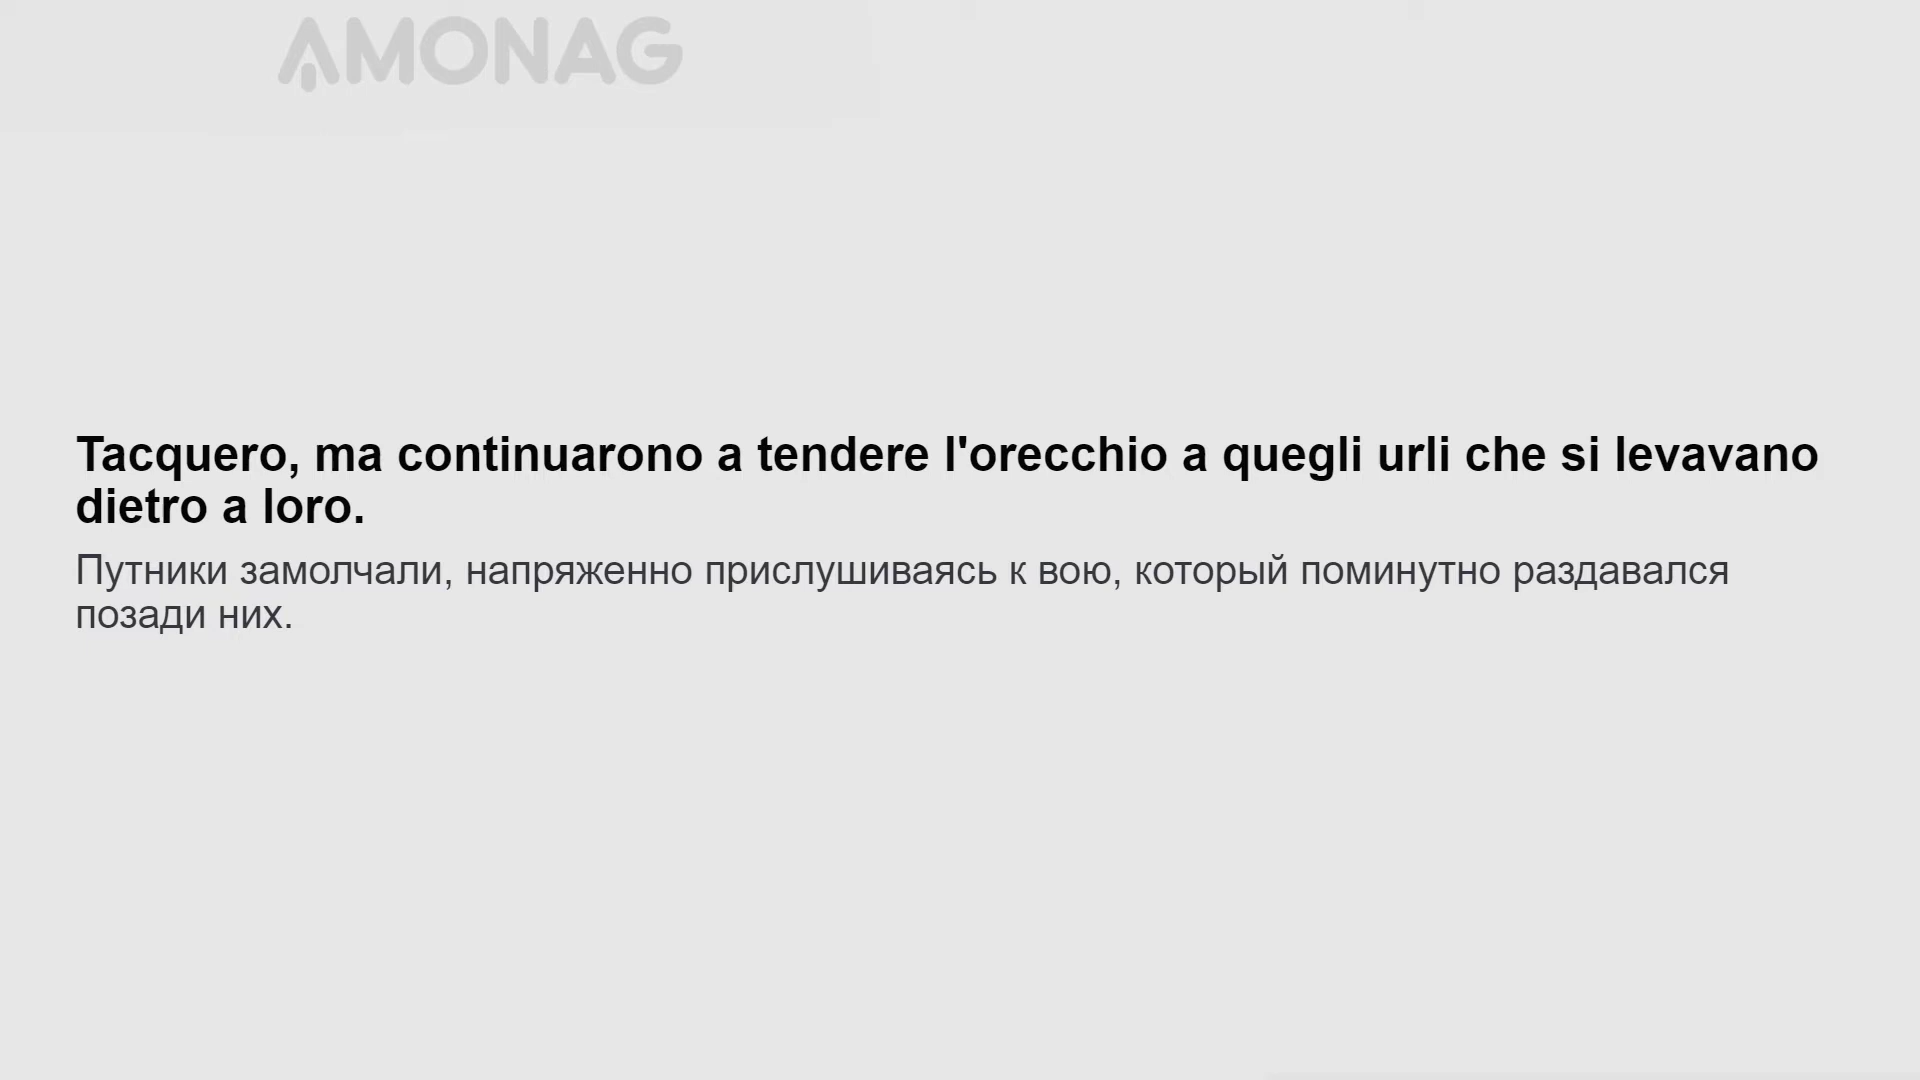 AMONAG
Tacquero, ma continuarono a tendere l'orecchio a quegli urli che si levavano
dietro a loro.
Путники замолчали, напряженно прислушиваясь к вою, который поминутно раздавался
позади них.